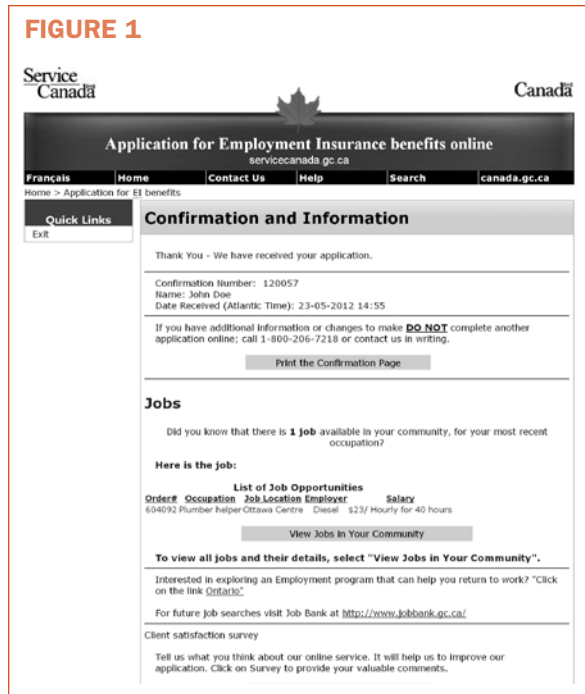 FIGURE 1
Service
Canada
Canada
Application for Employment Insurance benefits online
servicecanada.gc.ca
Français Home Contact Us Help Search canada.gc.ca
Home > Application for EI benefits
Quick Links
Exit
Confirmation and Information
Thank You - We have received your application.
Confirmation Number: 120057
Name: John Doe
Date Received (Atlantic Time): 23-05-2012 14:55
If you have additional information or changes to make DO NOT complete another
application online; call 1-800-206-7218 or contact us in writing.
Print the Confirmation Page
Jobs
Did you know that there is 1 job available in your community, for your most recent
occupation?
Here is the job:
List of Job Opportunities
Order# Occupation Job Location Employer Salary
604092 Plumber helper Ottawa Centre Diesel $23/ Hourly for 40 hours
View Jobs in Your Community
To view all jobs and their details, select "View Jobs in Your Community".
Interested in exploring an Employment program that can help you return to work? "Click
on the link Ontario"
For future job searches visit Job Bank at http://www.jobbank.gc.ca/
Client satisfaction survey
Tell us what you think about our online service. It will help us to improve our
application. Click on Survey to provide your valuable comments.